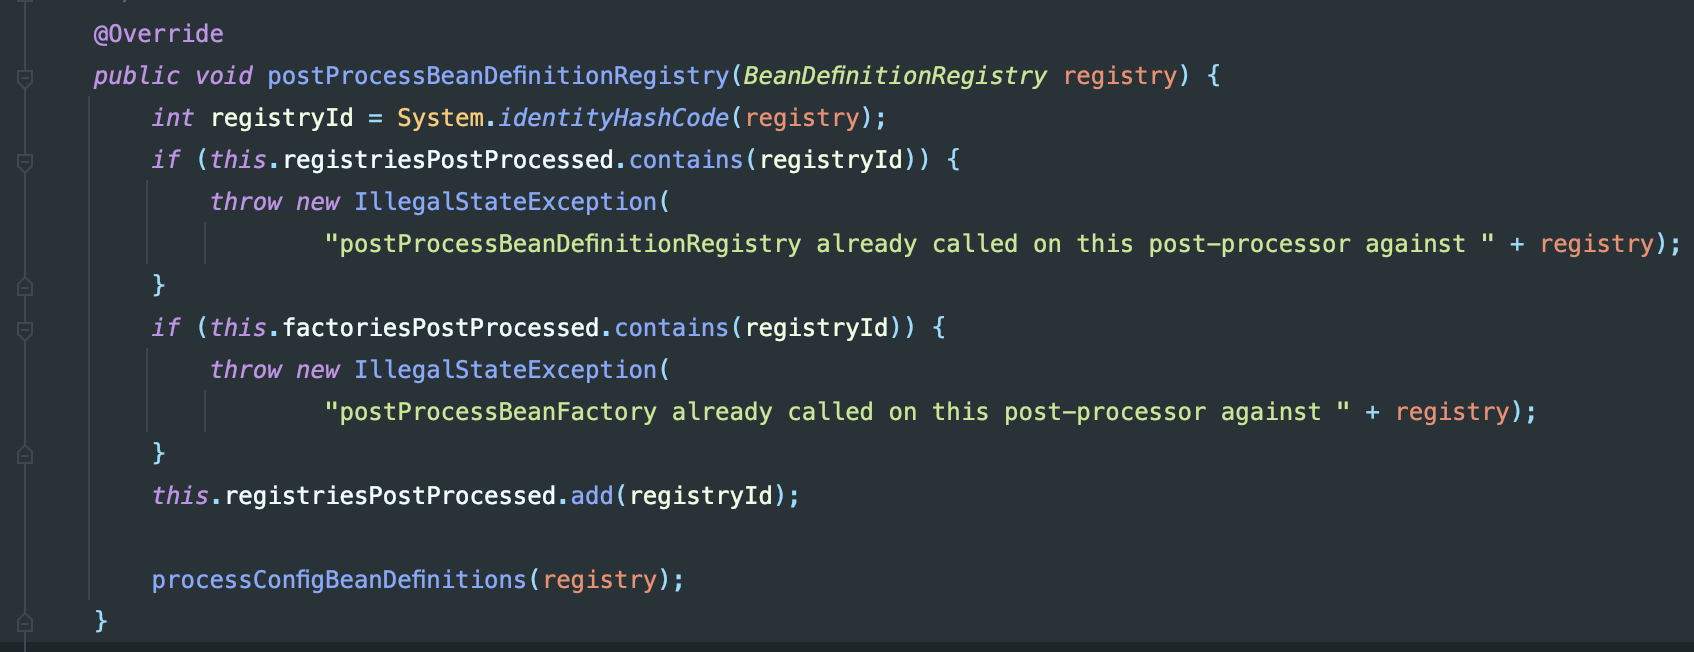 @Override
public void postProcessBeanDefinitionRegistry(BeanDefinitionRegistry registry) {
int registryId = System.identityHashCode(registry);
if (this.registriesPostProcessed.contains(registryId)) {
throw new IllegalStateException(
"postProcessBeanDefinitionRegistry already called on this post-processor against " + registry);
}
if (this.factoriesPostProcessed.contains(registryId)) {
throw new IllegalStateException(
"postProcessBeanFactory already called on this post-processor against " + registry);
}
this.registriesPostProcessed.add(registryId);
processConfigBeanDefinitions(registry);
}